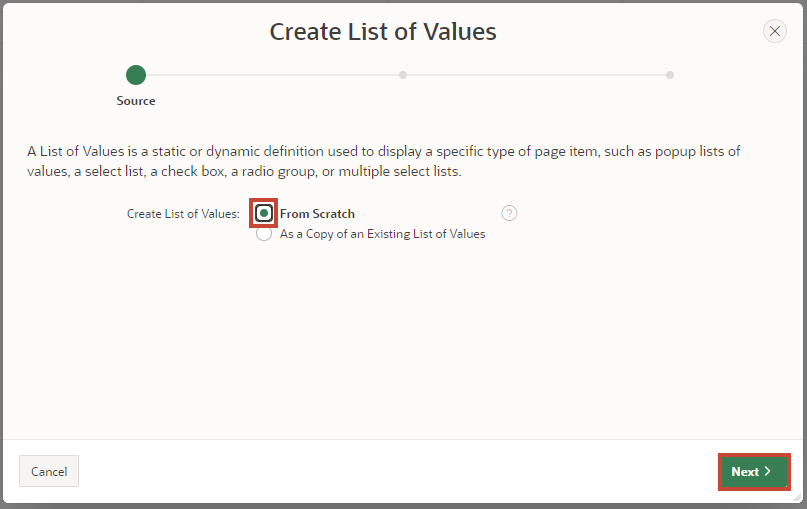 Create List of Values
Source
A List of Values is a static or dynamic definition used to display a specific type of page item, such as popup lists of
values, a select list, a check box, a radio group, or multiple select lists.
Create List of Values: From Scratch ?
As a Copy of an Existing List of Values
Cancel Next